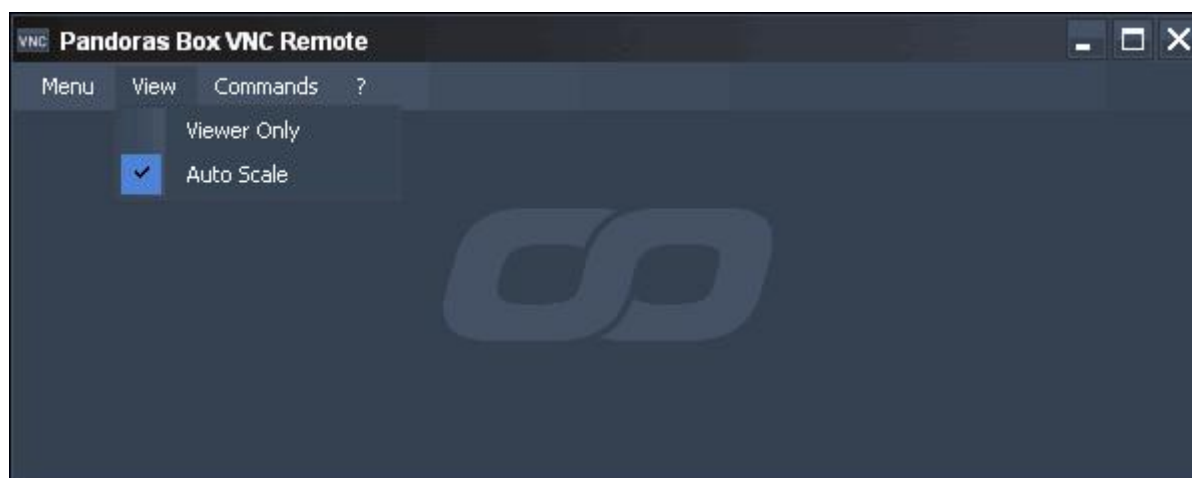 VNC Pandoras Box VNC Remote
Menu View Commands ?
Viewer Only
Auto Scale